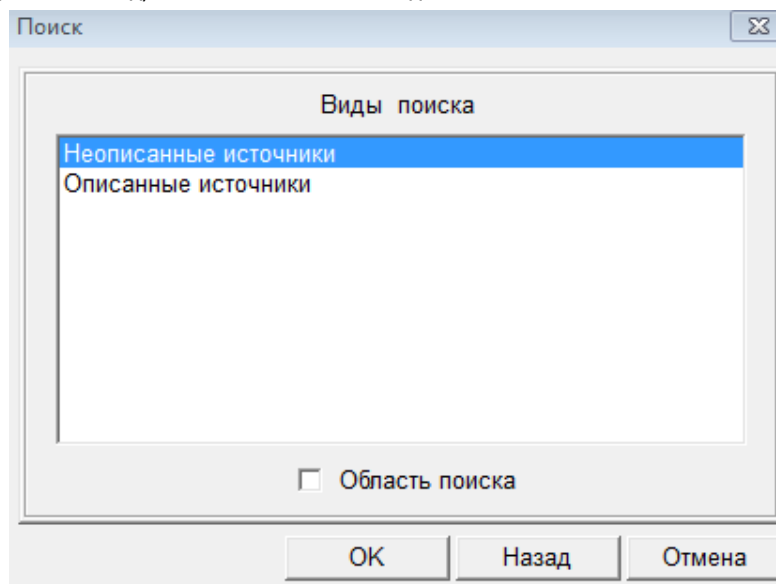 Поиск
Виды поиска
Неописанные источники
Описанные источники
Область поиска
OK
Назад
Отмена